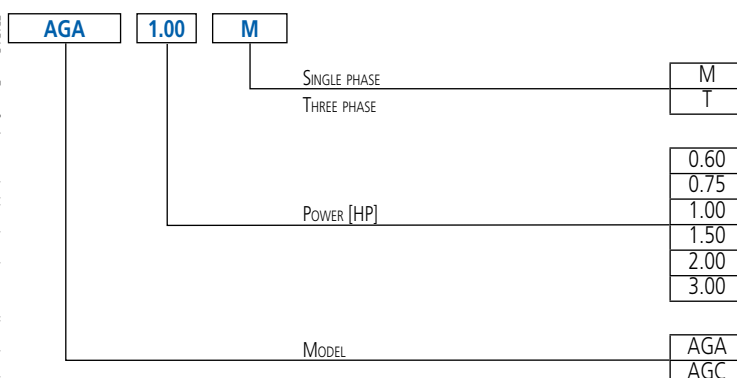 AGA 1.00 M
SINGLE PHASE M
THREE PHASE T
0.60
0.75
POWER [HP] 1.00
1.50
2.00
3.00
MODEL AGA
AGC